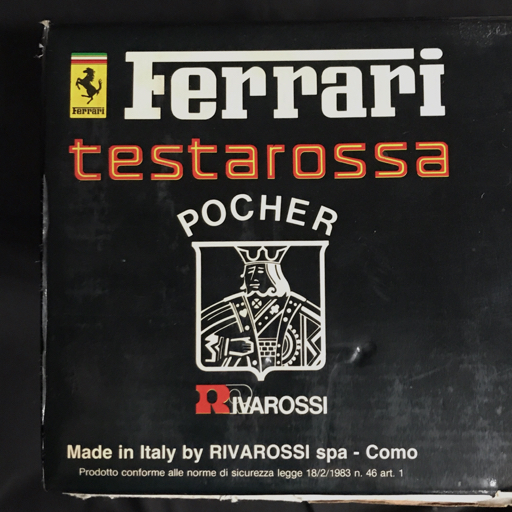 Ferrari
Ferrari
testarossa
POCHER
RIVAROSSI
Made in Italy by RIVAROSSI spa - Como
Prodotto conforme alle norme di sicurezza legge 18/2/1983 n. 46 art. 1